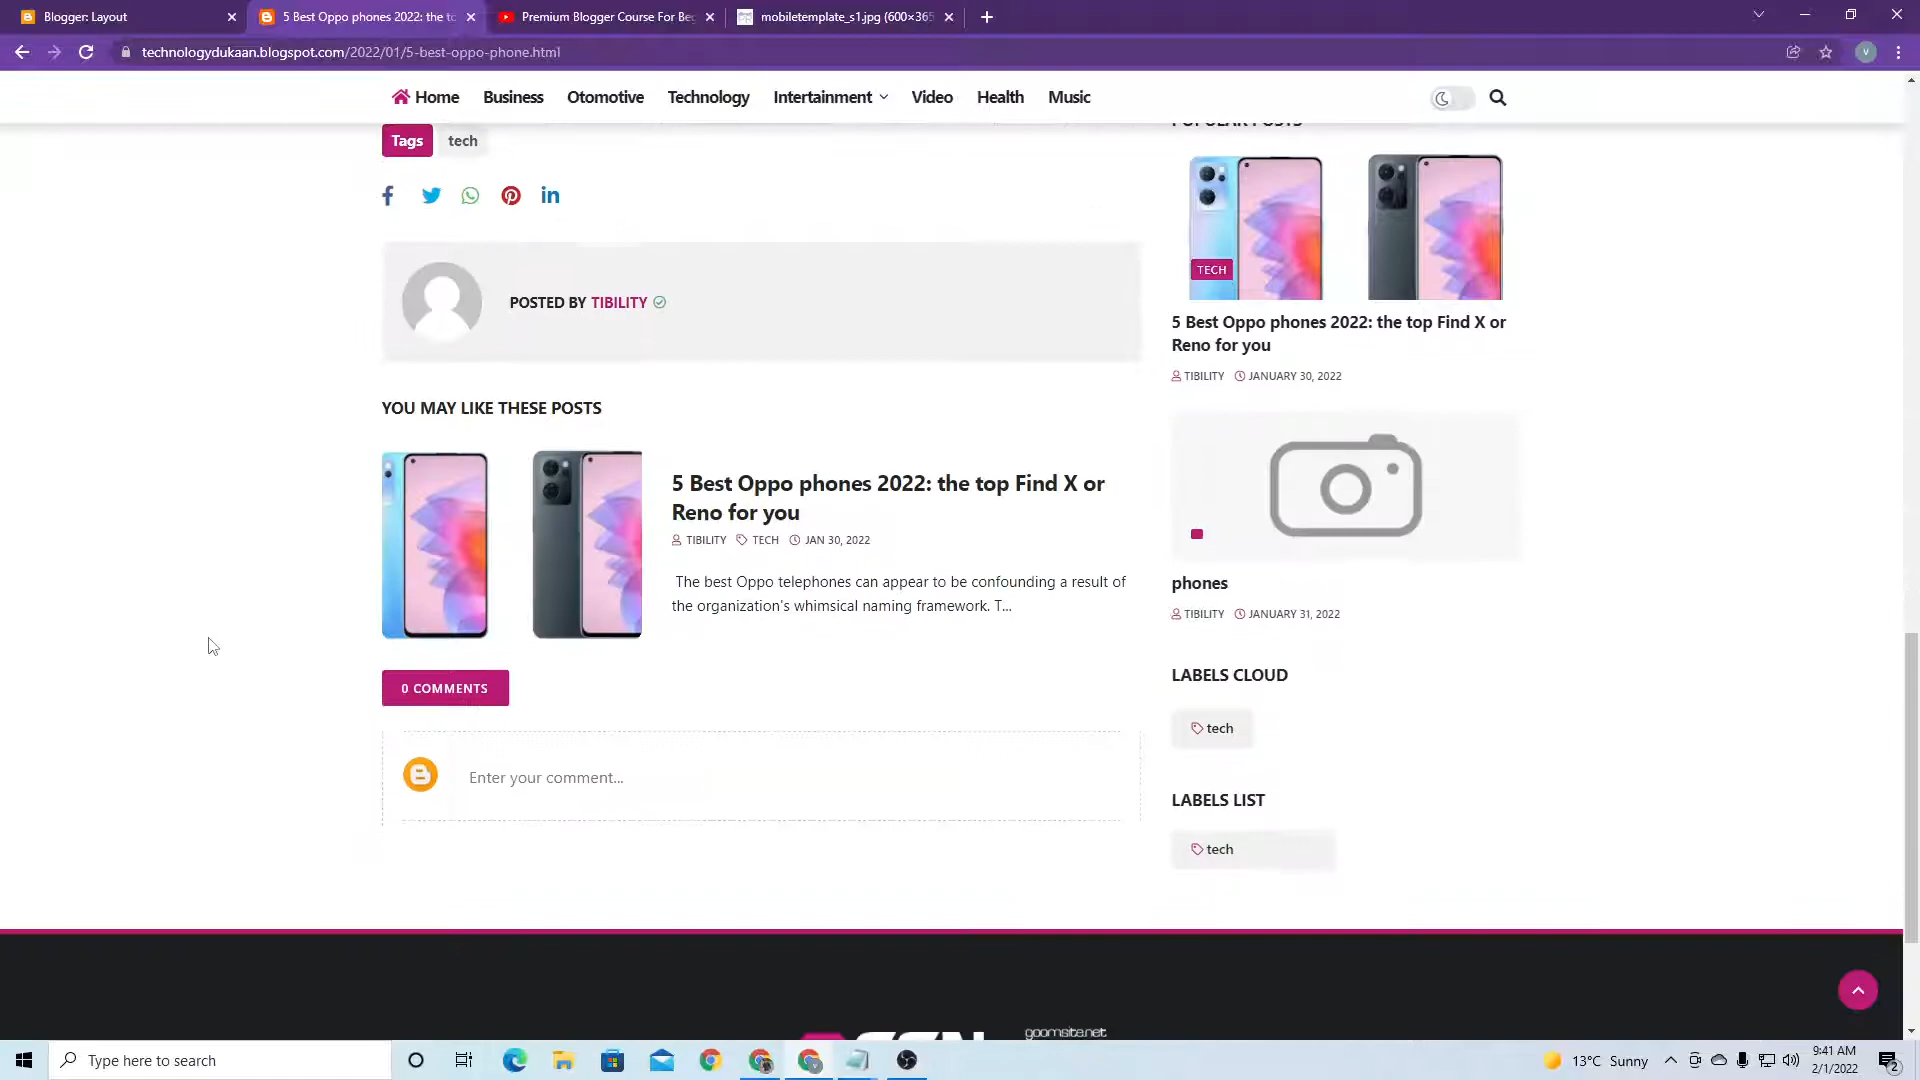 Blogger: Layout
5 Best Oppo phones 2022: the to
Premium Blogger Course For Beg
mobiletemplate_s1.jpg (600×365
technologydukaan.blogspot.com/2022/01/5-best-oppo-phone.html
V
Home
Business
Otomotive
Technology
Intertainment
Video
Health
Music
Tags
tech
POSTED BY TIBILITY
YOU MAY LIKE THESE POSTS
5 Best Oppo phones 2022: the top Find X or
Reno for you
TIBILITY TECH JAN 30, 2022
The best Oppo telephones can appear to be confounding a result of
the organization's whimsical naming framework. T...
0 COMMENTS
Enter your comment...
POPULAR POSTS
TECH
5 Best Oppo phones 2022: the top Find X or
Reno for you
TIBILITY JANUARY 30, 2022
phones
TIBILITY JANUARY 31, 2022
LABELS CLOUD
tech
LABELS LIST
tech
goomsite.net
Type here to search
13°C Sunny
9:41 AM
2/1/2022
2